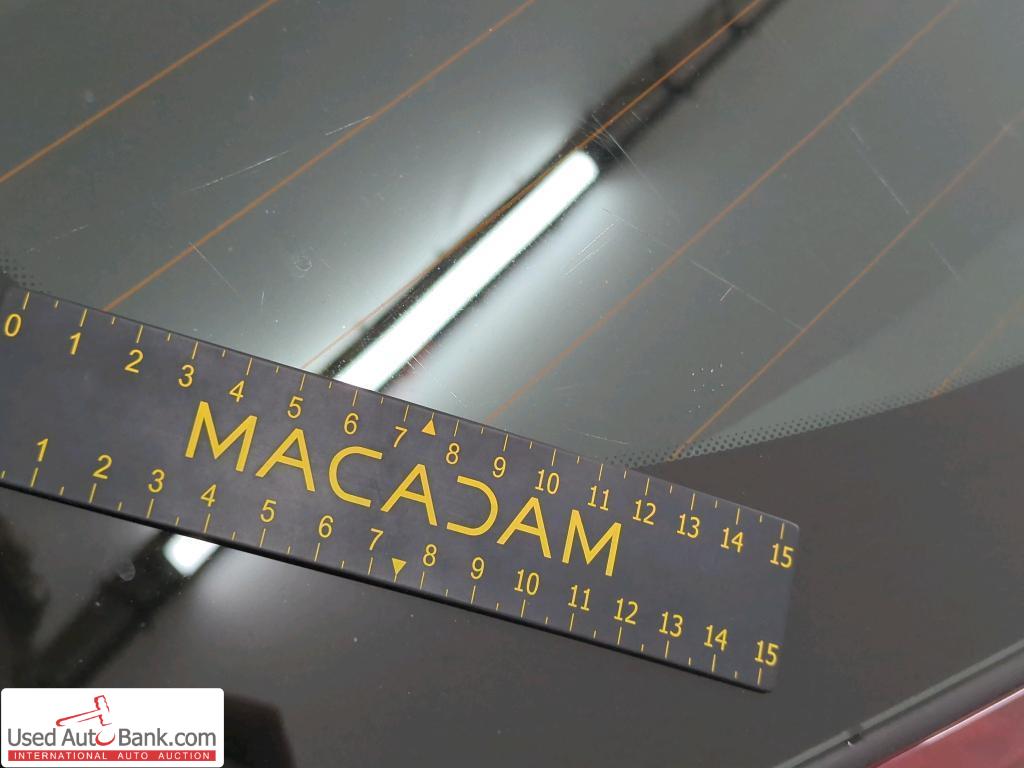 0 1 2 3 4 5 6 7 8 9 10 11 12 13 14 15
MACADAM
1 2 3 4 5 6 7 8 9 10 11 12 13 14 15
UsedAutoBank.com
INTERNATIONAL AUTO AUCTION